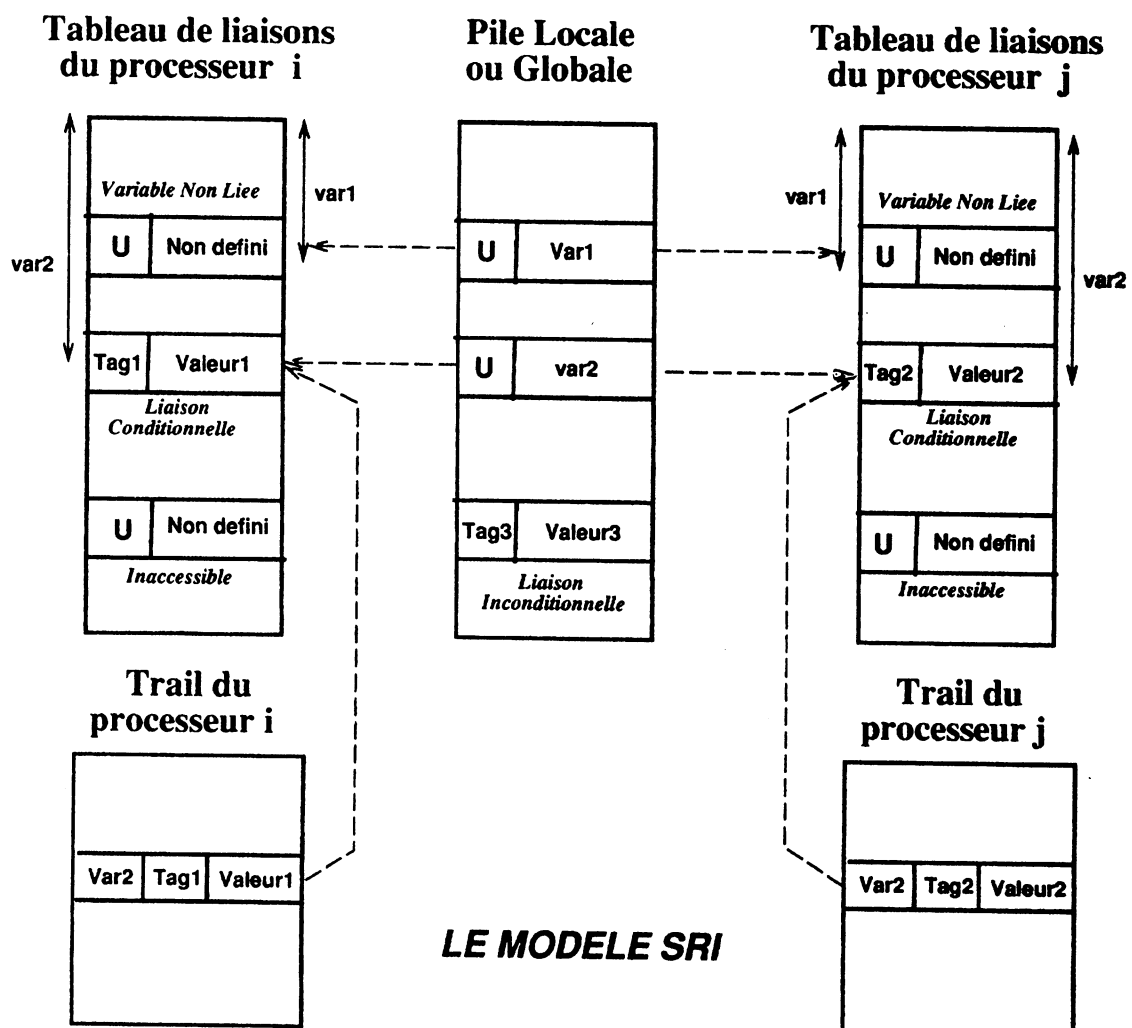 Tableau de liaisons
du processeur i
Pile Locale
ou Globale
Tableau de liaisons
du processeur j
var2
var1
Variable Non Liee
U Non defini
Tag1 Valeur1
Liaison
Conditionnelle
U Non defini
Inaccessible
U Var1
U var2
Tag3 Valeur3
Liaison
Inconditionnelle
var1
var2
Variable Non Liee
U Non defini
Tag2 Valeur2
Liaison
Conditionnelle
U Non defini
Inaccessible
Trail du
processeur i
Var2 Tag1 Valeur1
Trail du
processeur j
Var2 Tag2 Valeur2
LE MODELE SRI